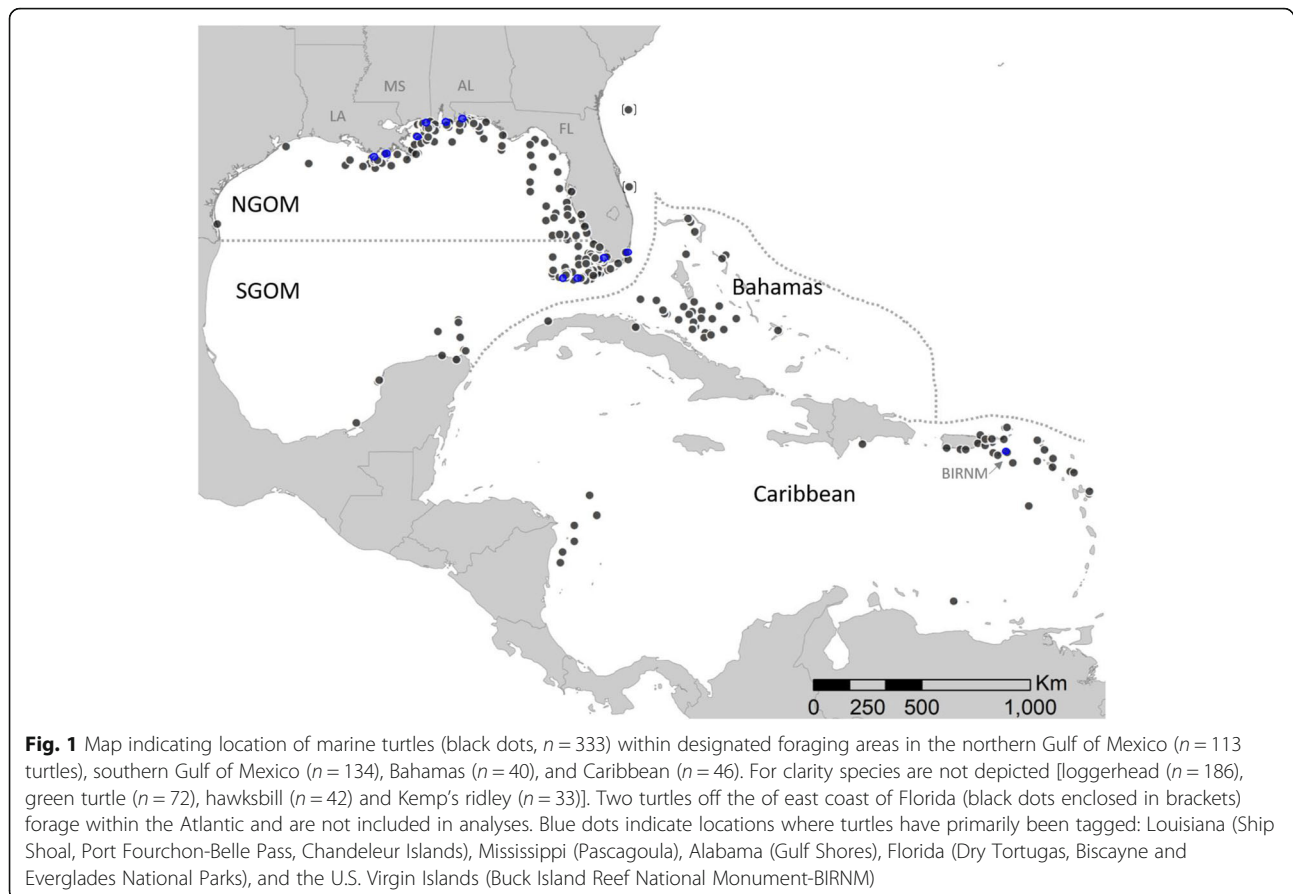 MS
AL
LA
FL
[ ]
[ ]
NGOM
SGOM
Bahamas
BIRNM
Caribbean
Km
0 250 500 1,000
Fig. 1 Map indicating location of marine turtles (black dots, n = 333) within designated foraging areas in the northern Gulf of Mexico (n = 113
turtles), southern Gulf of Mexico (n = 134), Bahamas (n = 40), and Caribbean (n = 46). For clarity species are not depicted [loggerhead (n = 186),
green turtle (n = 72), hawksbill (n = 42) and Kemp's ridley (n = 33)]. Two turtles off the of east coast of Florida (black dots enclosed in brackets)
forage within the Atlantic and are not included in analyses. Blue dots indicate locations where turtles have primarily been tagged: Louisiana (Ship
Shoal, Port Fourchon-Belle Pass, Chandeleur Islands), Mississippi (Pascagoula), Alabama (Gulf Shores), Florida (Dry Tortugas, Biscayne and
Everglades National Parks), and the U.S. Virgin Islands (Buck Island Reef National Monument-BIRNM)